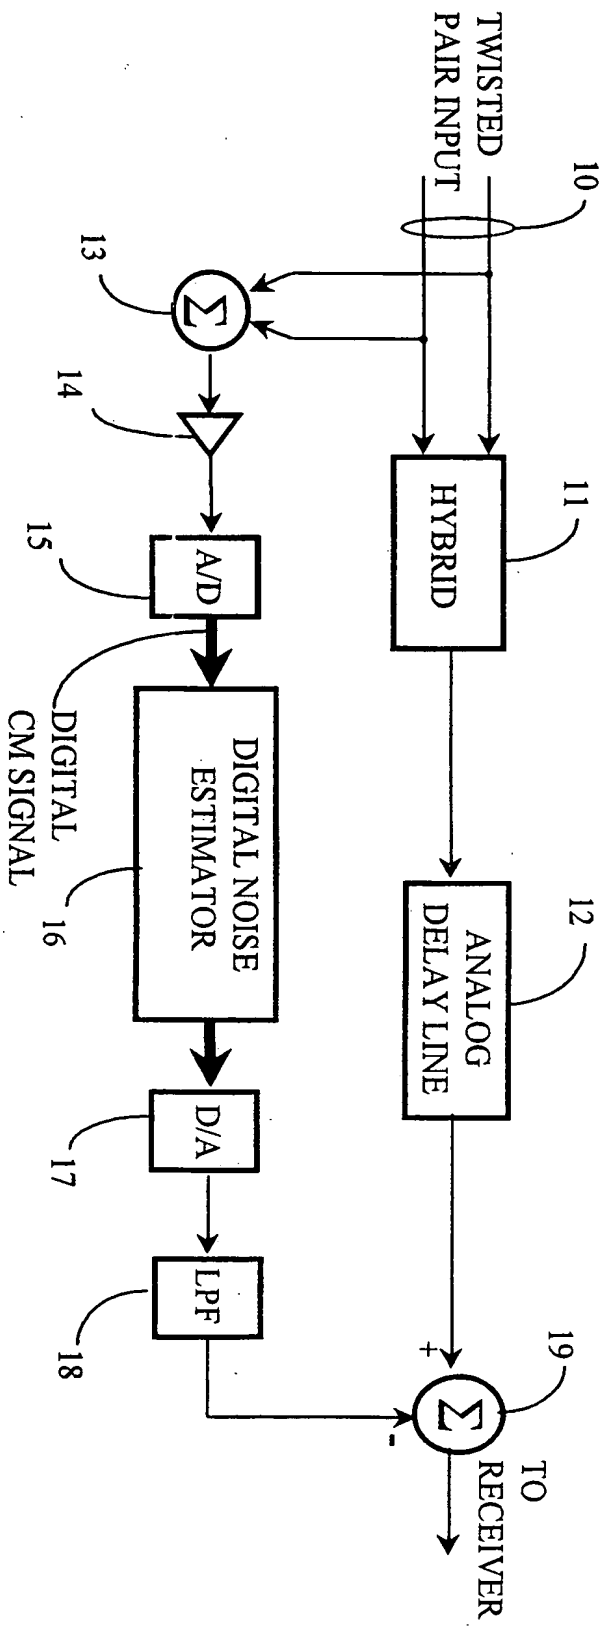 TWISTED
PAIR INPUT
10
11
HYBRID
12
ANALOG
DELAY LINE
19
+
Σ
-
TO
RECEIVER
13
Σ
14
15
A/D
DIGITAL
CM SIGNAL
DIGITAL NOISE
ESTIMATOR
16
D/A
17
LPF
18